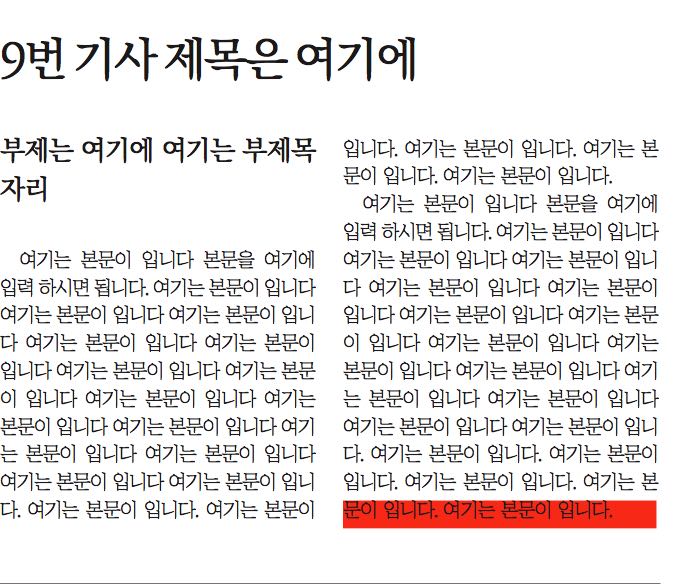 9번 기사 제목은 여기에
부제는 여기에 여기는 부제목
자리
여기는 본문이 입니다 본문을 여기에
입력 하시면 됩니다. 여기는 본문이 입니다
여기는 본문이 입니다 여기는 본문이 입니
다 여기는 본문이 입니다 여기는 본문이
입니다 여기는 본문이 입니다 여기는 본문
이 입니다 여기는 본문이 입니다 여기는
본문이 입니다 여기는 본문이 입니다 여기
는 본문이 입니다 여기는 본문이 입니다
여기는 본문이 입니다 여기는 본문이 입니
다. 여기는 본문이 입니다. 여기는 본문이
입니다. 여기는 본문이 입니다. 여기는 본
문이 입니다. 여기는 본문이 입니다.
여기는 본문이 입니다 본문을 여기에
입력 하시면 됩니다. 여기는 본문이 입니다
여기는 본문이 입니다 여기는 본문이 입니
다 여기는 본문이 입니다 여기는 본문이
입니다 여기는 본문이 입니다 여기는 본문
이 입니다 여기는 본문이 입니다 여기는
본문이 입니다 여기는 본문이 입니다 여기
는 본문이 입니다 여기는 본문이 입니다
여기는 본문이 입니다 여기는 본문이 입니
다. 여기는 본문이 입니다. 여기는 본문이
입니다. 여기는 본문이 입니다. 여기는 본
문이 입니다. 여기는 본문이 입니다.